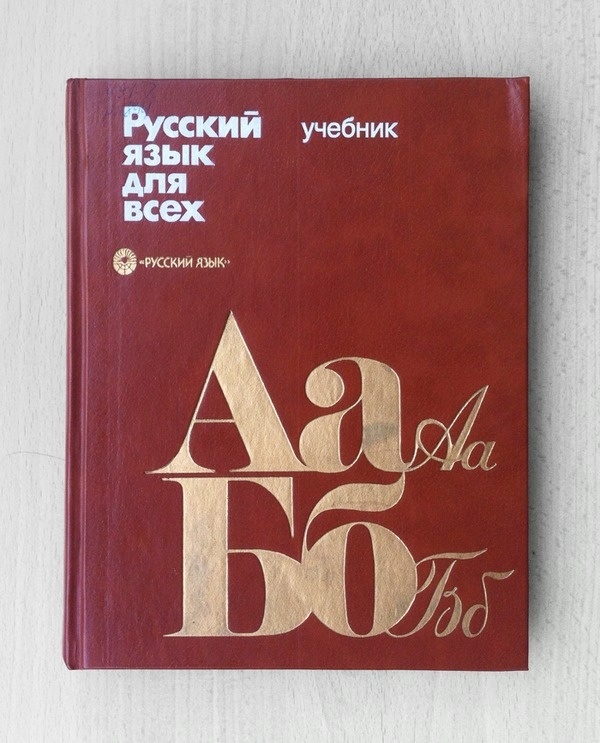 Русский
язык
для
всех
учебник
«РУССКИЙ ЯЗЫК»
Аа Аа
Бб Бб